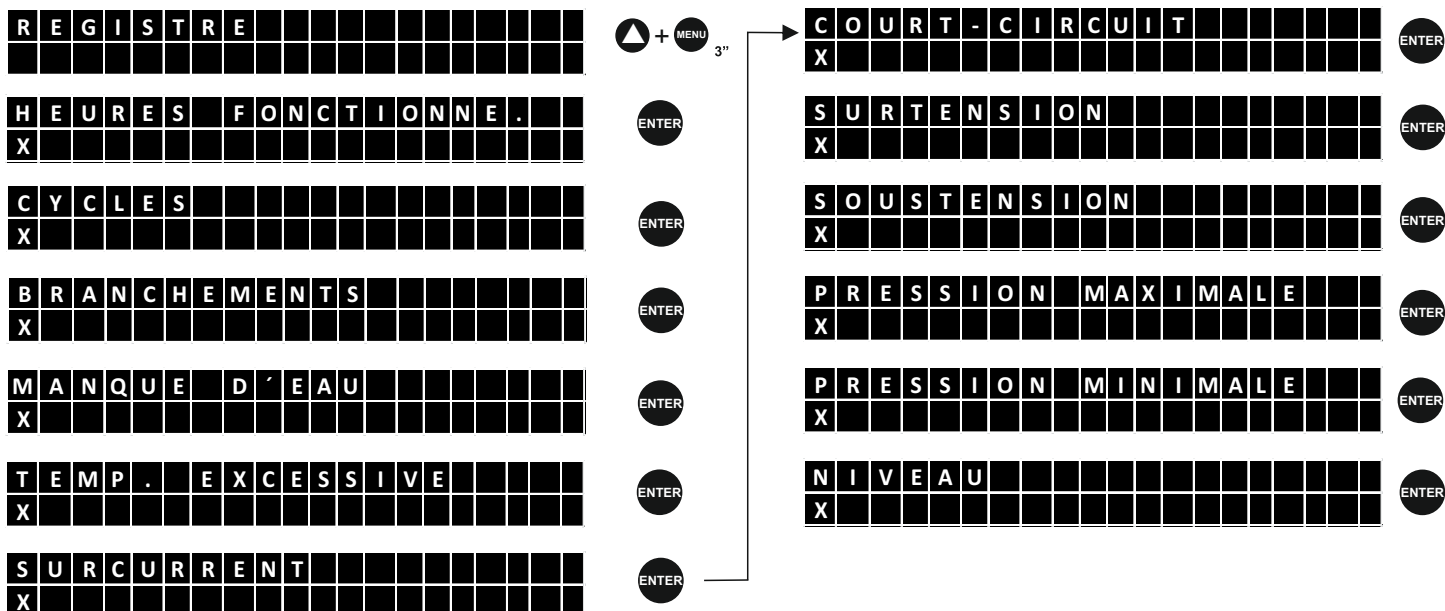 REGISTRE
+ MENU 3"
HEURES FONCTIONNE.
X
ENTER
CYCLES
X
ENTER
BRANCHEMENTS
X
ENTER
MANQUE D´EAU
X
ENTER
TEMP. EXCESSIVE
X
ENTER
SURCURRENT
X
ENTER
COURT-CIRCUIT
X
ENTER
SURTENSION
X
ENTER
SOUSTENSION
X
ENTER
PRESSION MAXIMALE
X
ENTER
PRESSION MINIMALE
X
ENTER
NIVEAU
X
ENTER